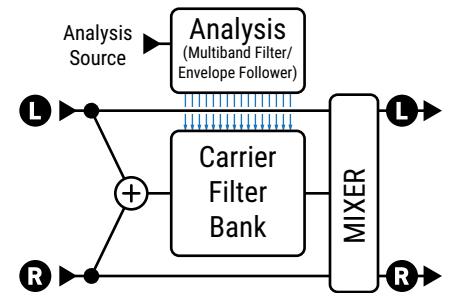 Analysis
Source
Analysis
(Multiband Filter/
Envelope Follower)
L
L
Carrier
Filter
Bank
MIXER
R
R